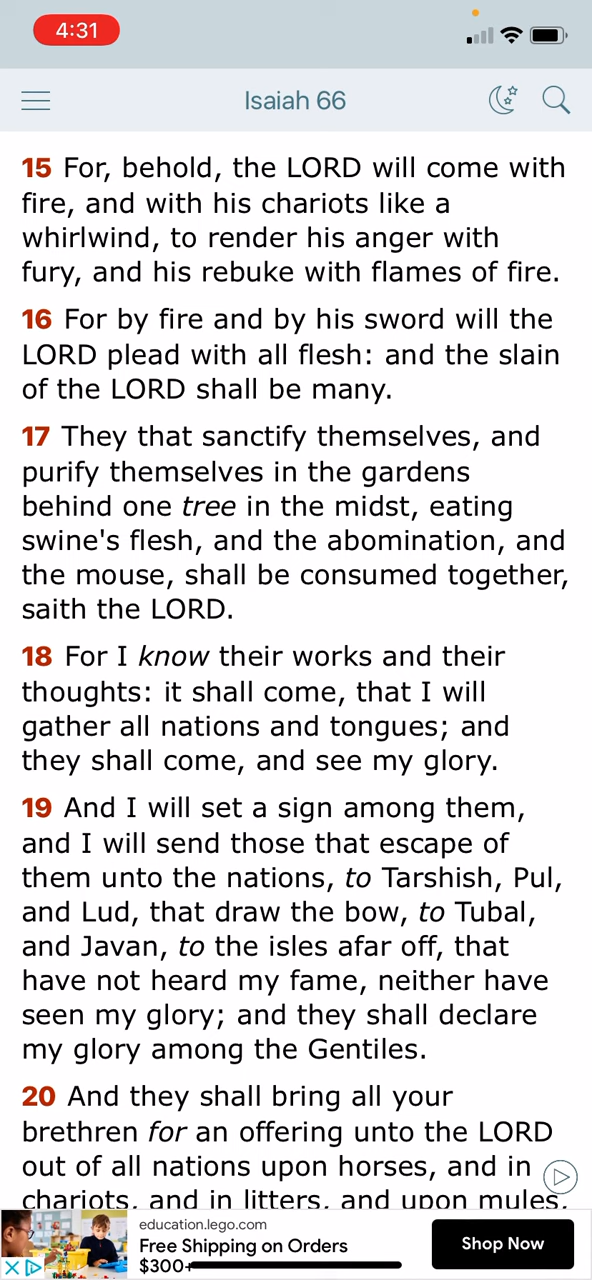 4:31
Isaiah 66
15 For, behold, the LORD will come with
fire, and with his chariots like a
whirlwind, to render his anger with
fury, and his rebuke with flames of fire.
16 For by fire and by his sword will the
LORD plead with all flesh: and the slain
of the LORD shall be many.
17 They that sanctify themselves, and
purify themselves in the gardens
behind one tree in the midst, eating
swine's flesh, and the abomination, and
the mouse, shall be consumed together,
saith the LORD.
18 For I know their works and their
thoughts: it shall come, that I will
gather all nations and tongues; and
they shall come, and see my glory.
19 And I will set a sign among them,
and I will send those that escape of
them unto the nations, to Tarshish, Pul,
and Lud, that draw the bow, to Tubal,
and Javan, to the isles afar off, that
have not heard my fame, neither have
seen my glory; and they shall declare
my glory among the Gentiles.
20 And they shall bring all your
brethren for an offering unto the LORD
out of all nations upon horses, and in
chariots, and in litters, and upon mules,
education.lego.com
Free Shipping on Orders
$300+
Shop Now